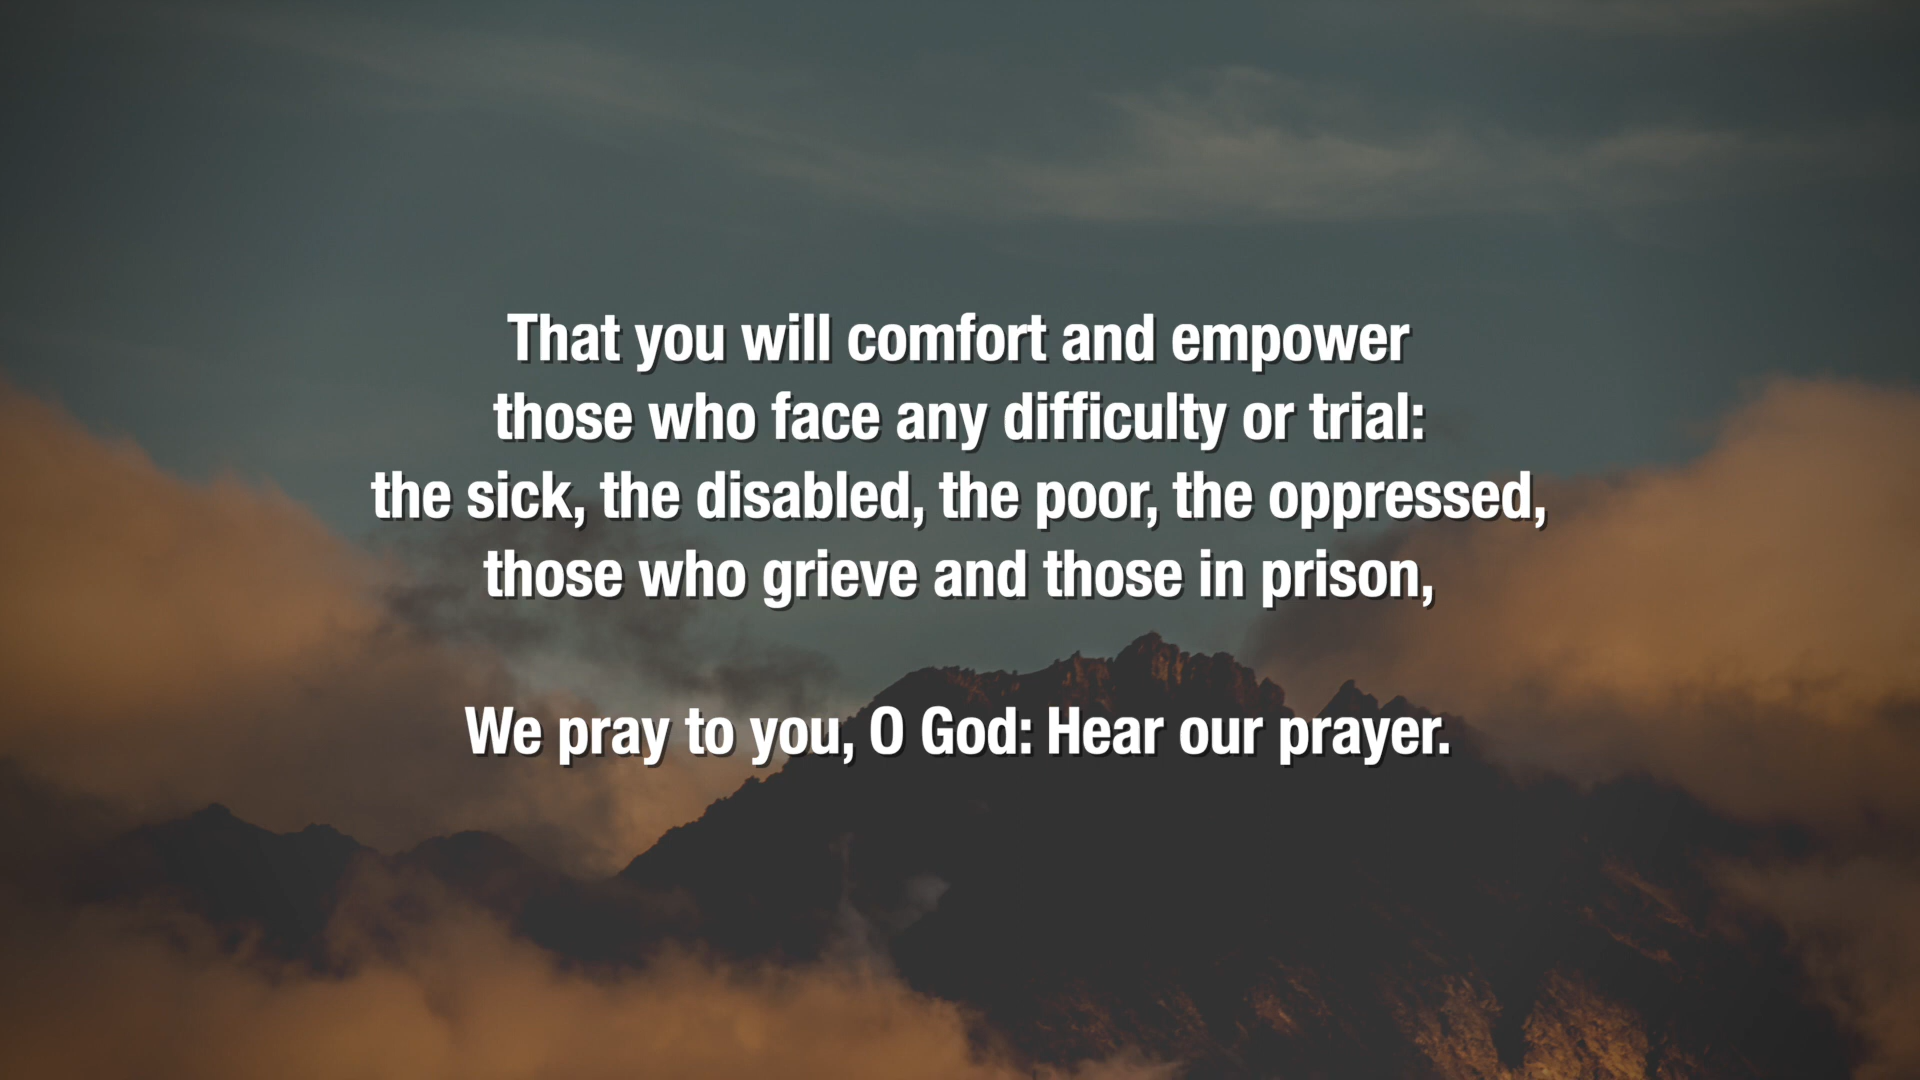 That you will comfort and empower
those who face any difficulty or trial:
the sick, the disabled, the poor, the oppressed,
those who grieve and those in prison,
We pray to you, O God: Hear our prayer.